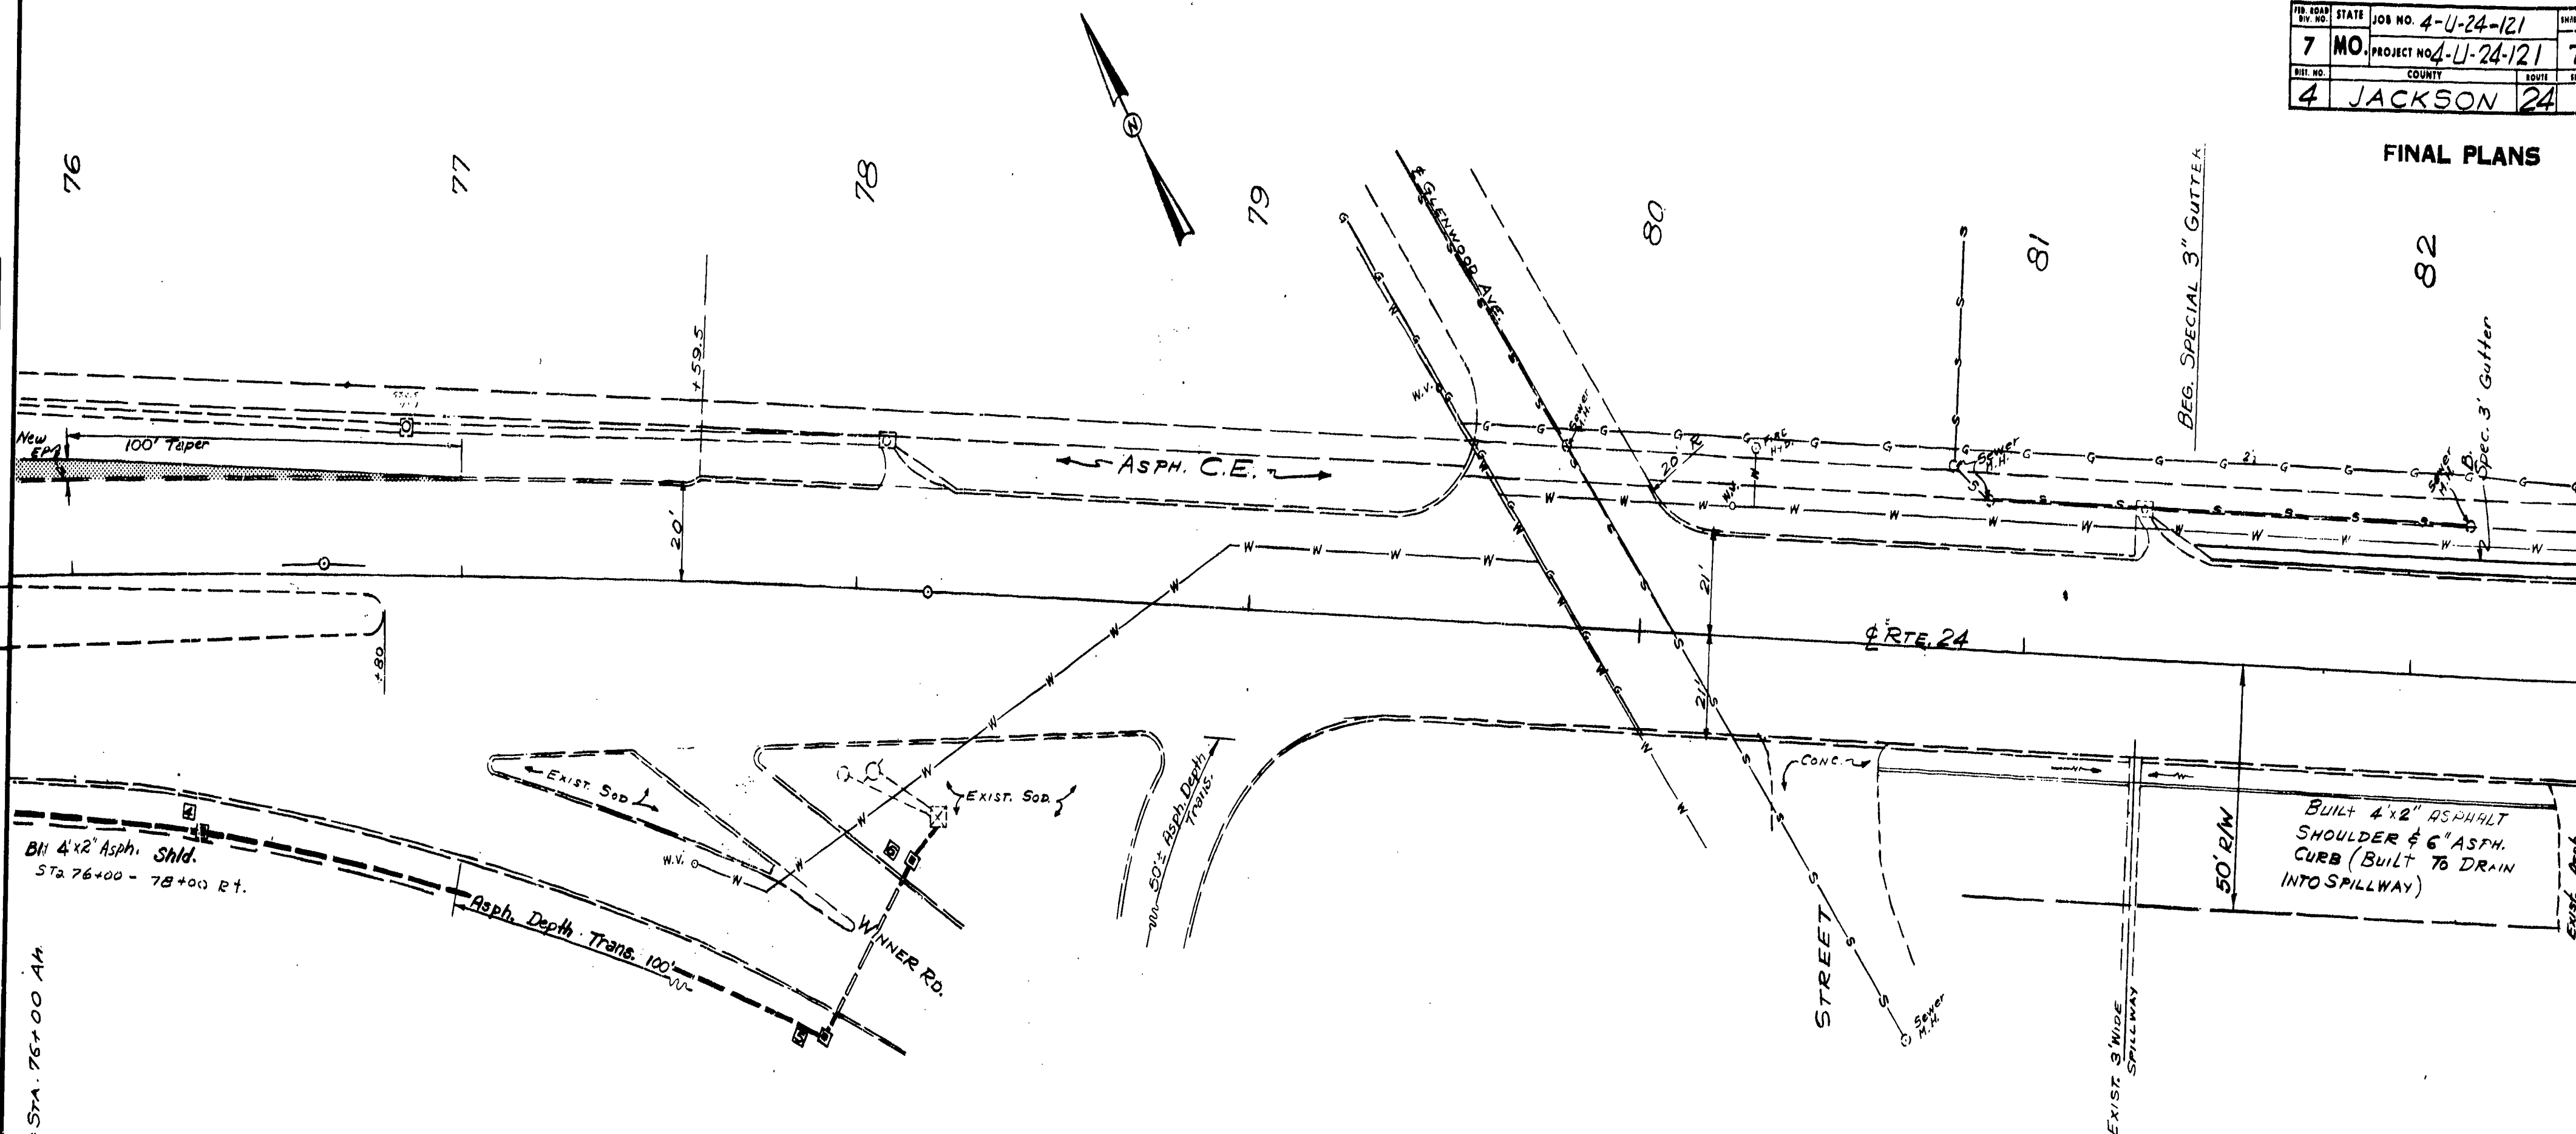 FED. ROAD DIV. NO.
STATE
JOB NO. 4-U-24-121
7
MO.
PROJECT NO. 4-U-24-121
DIST. NO.
COUNTY
ROUTE
4
JACKSON
24
FINAL PLANS
76
77
78
79
80
81
82
BEG. SPECIAL 3" GUTTER
Spec. 3' Gutter
C.B.
+59.5
℄ GLENWOOD AVE.
W.V.
Sewer M.H.
20' R
FIRE HYD.
W.V.
Sewer M.H.
Sewer M.H.
New EP
100' Taper
ASPH. C.E.
20'
21'
21'
℄ RTE. 24
+80
EXIST. SOD
EXIST. SOD.
50'± Asph. Depth
Trans.
CONC.
50' R/W
BUILT 4'x2" ASPHALT
SHOULDER & 6" ASPH.
CURB (BUILT TO DRAIN
INTO SPILLWAY)
4
Blt 4'x2" Asph. Shld.
STa 76+00 - 78+00 Rt.
W.V.
5
Asph. Depth Trans. 100'
WINNER RD.
5
STREET
Sewer M.H.
EXIST. 3' WIDE
SPILLWAY
STA. 76+00 Ah.